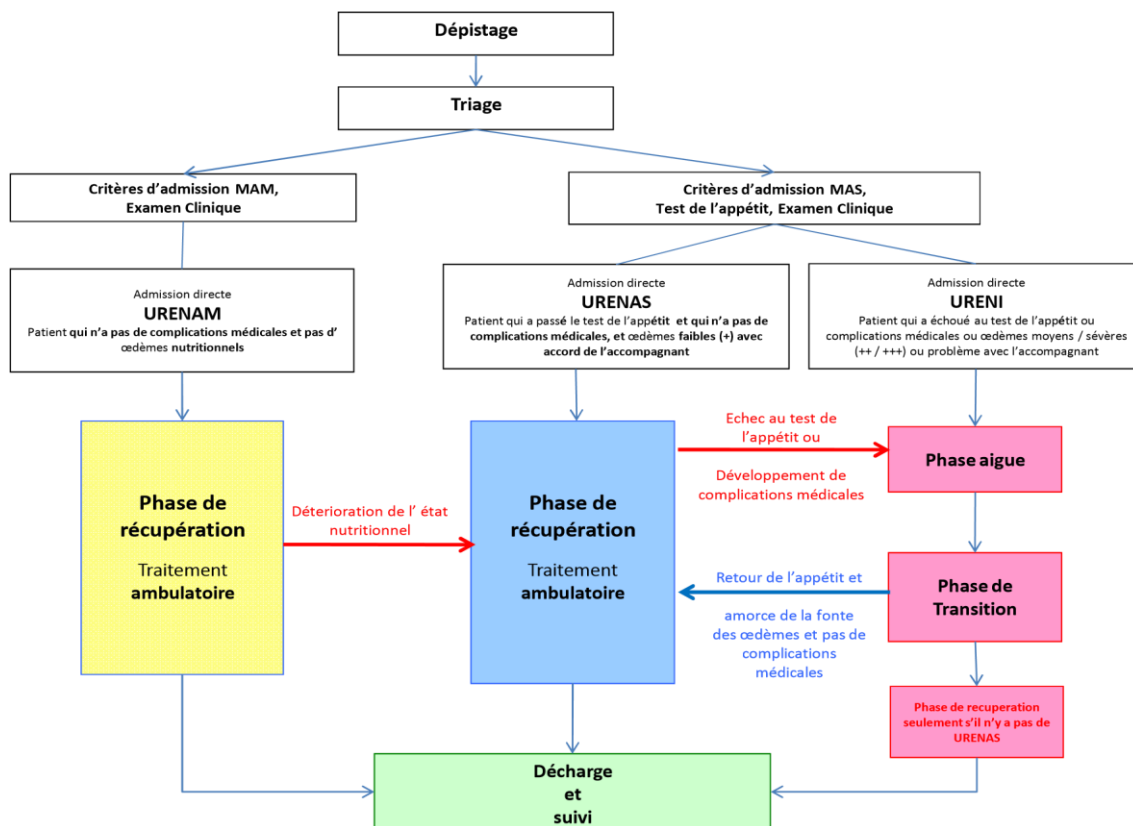 Dépistage
Triage
Critères d'admission MAM,
Examen Clinique
Critères d'admission MAS,
Test de l'appétit, Examen Clinique
Admission directe
URENAM
Patient qui n'a pas de complications médicales et pas d'
œdèmes nutritionnels
Admission directe
URENAS
Patient qui a passé le test de l'appétit et qui n'a pas de
complications médicales, et œdèmes faibles (+) avec
accord de l'accompagnant
Admission directe
URENI
Patient qui a échoué au test de l'appétit ou
complications médicales ou œdèmes moyens / sévères
(++ / +++) ou problème avec l'accompagnant
Phase de
récupération
Traitement
ambulatoire
Déterioration de l' état
nutritionnel
Phase de
récupération
Traitement
ambulatoire
Echec au test de
l'appétit ou
Développement de
complications médicales
Phase aigue
Retour de l'appétit et
amorce de la fonte
des œdèmes et pas de
complications
médicales
Phase de
Transition
Phase de recuperation
seulement s'il n'y a pas de
URENAS
Décharge
et
suivi